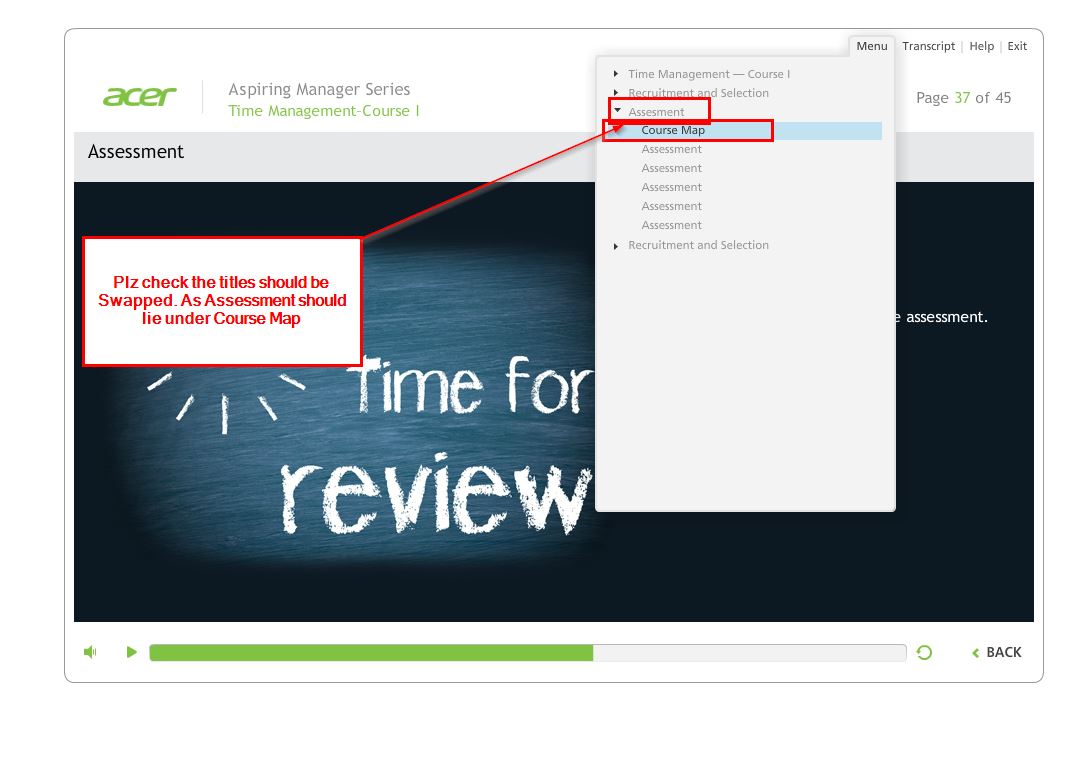 Menu Transcript | Help | Exit
acer
Aspiring Manager Series
Time Management-Course I
Page 37 of 45
Assessment
Time Management — Course I
Recruitment and Selection
Assesment
Course Map
Assessment
Assessment
Assessment
Assessment
Assessment
Recruitment and Selection
Plz check the titles should be
Swapped. As Assessment should
lie under Course Map
assessment.
Time for
review
BACK